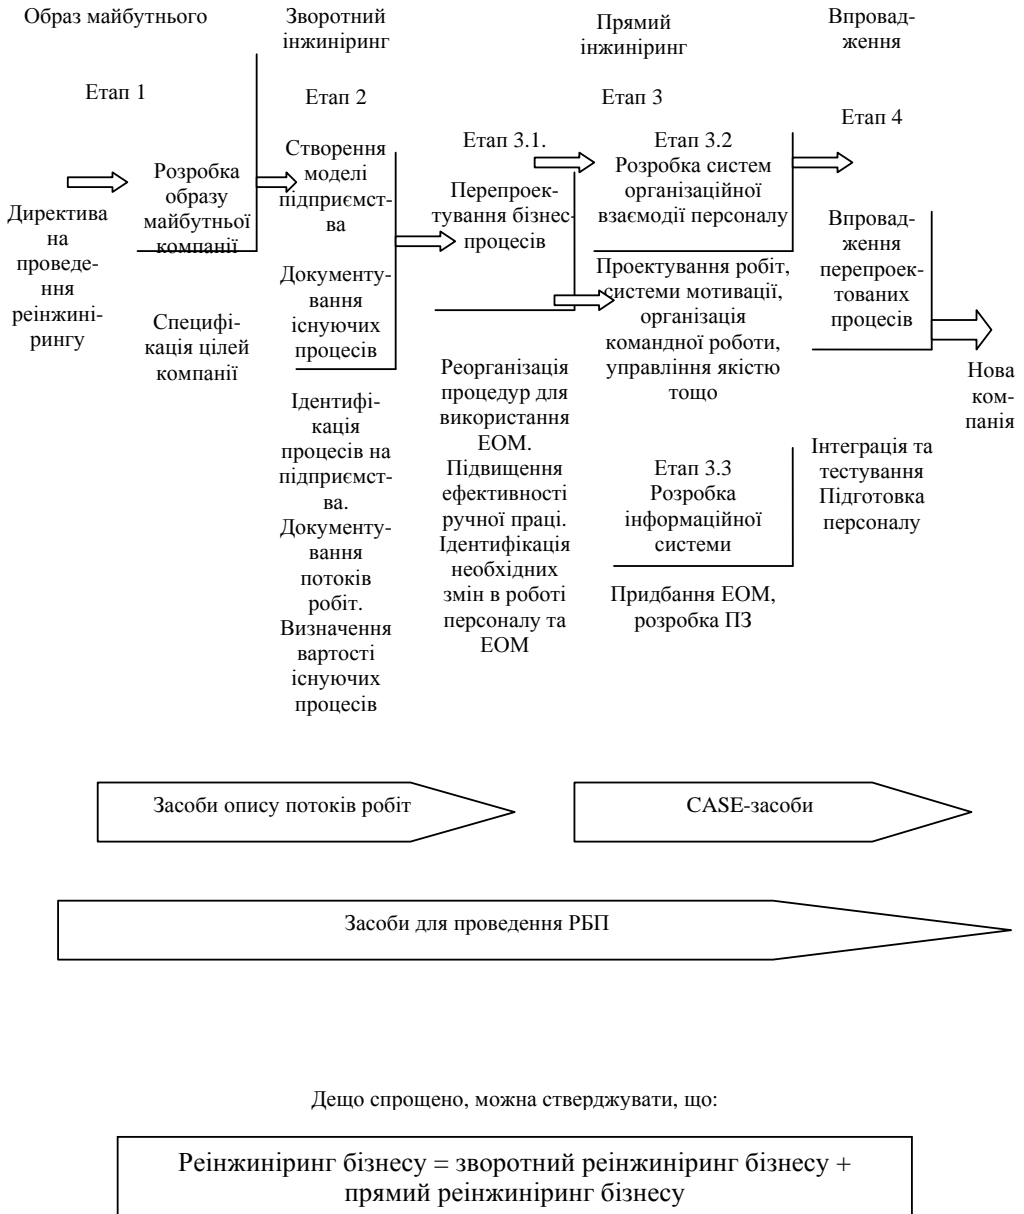 Образ майбутнього
Зворотний
інжиніринг
Прямий
інжиніринг
Впровад-
ження
Етап 1
Директива
на
проведе-
ння
реінжині-
рингу
Розробка
образу
майбутньої
компанії
Специфі-
кація цілей
компанії
Етап 2
Створення
моделі
підприємст-
ва
Документу-
вання
існуючих
процесів
Ідентифі-
кація
процесів на
підприємст-
ва.
Документу-
вання
потоків
робіт.
Визначення
вартості
існуючих
процесів
Етап 3
Етап 3.1.
Перепроек-
тування бізнес-
процесів
Реорганізація
процедур для
використання
ЕОМ.
Підвищення
ефективності
ручної праці.
Ідентифікація
необхідних
змін в роботі
персоналу та
ЕОМ
Етап 3.2
Розробка систем
організаційної
взаємодії персоналу
Проектування робіт,
системи мотивації,
організація
командної роботи,
управління якістю
тощо
Етап 3.3
Розробка
інформаційної
системи
Придбання ЕОМ,
розробка ПЗ
Етап 4
Впровад-
ження
перепроек-
тованих
процесів
Інтеграція та
тестування
Підготовка
персоналу
Нова
ком-
панія
Засоби опису потоків робіт
CASE-засоби
Засоби для проведення РБП
Дещо спрощено, можна стверджувати, що:
Реінжиніринг бізнесу = зворотний реінжиніринг бізнесу +
прямий реінжиніринг бізнесу